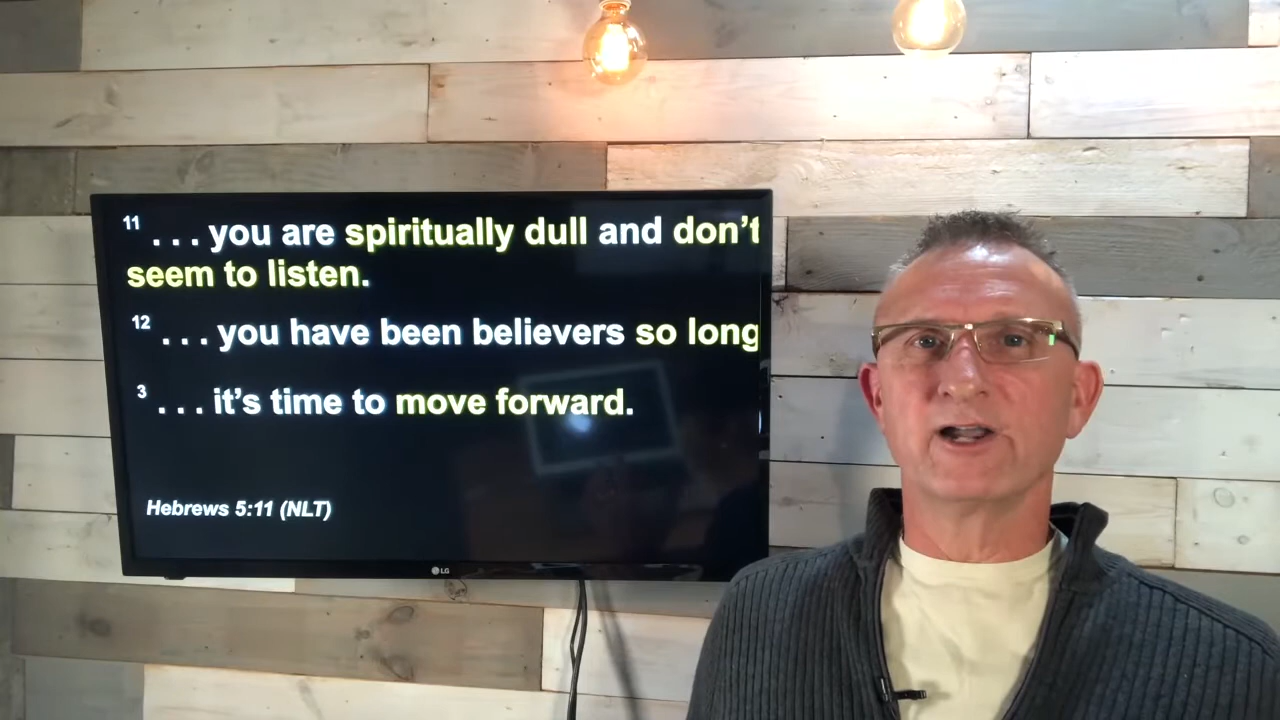 11 . . . you are spiritually dull and don't
seem to listen.
12 . . . you have been believers so long
3 . . . it's time to move forward.
Hebrews 5:11 (NLT)
LG